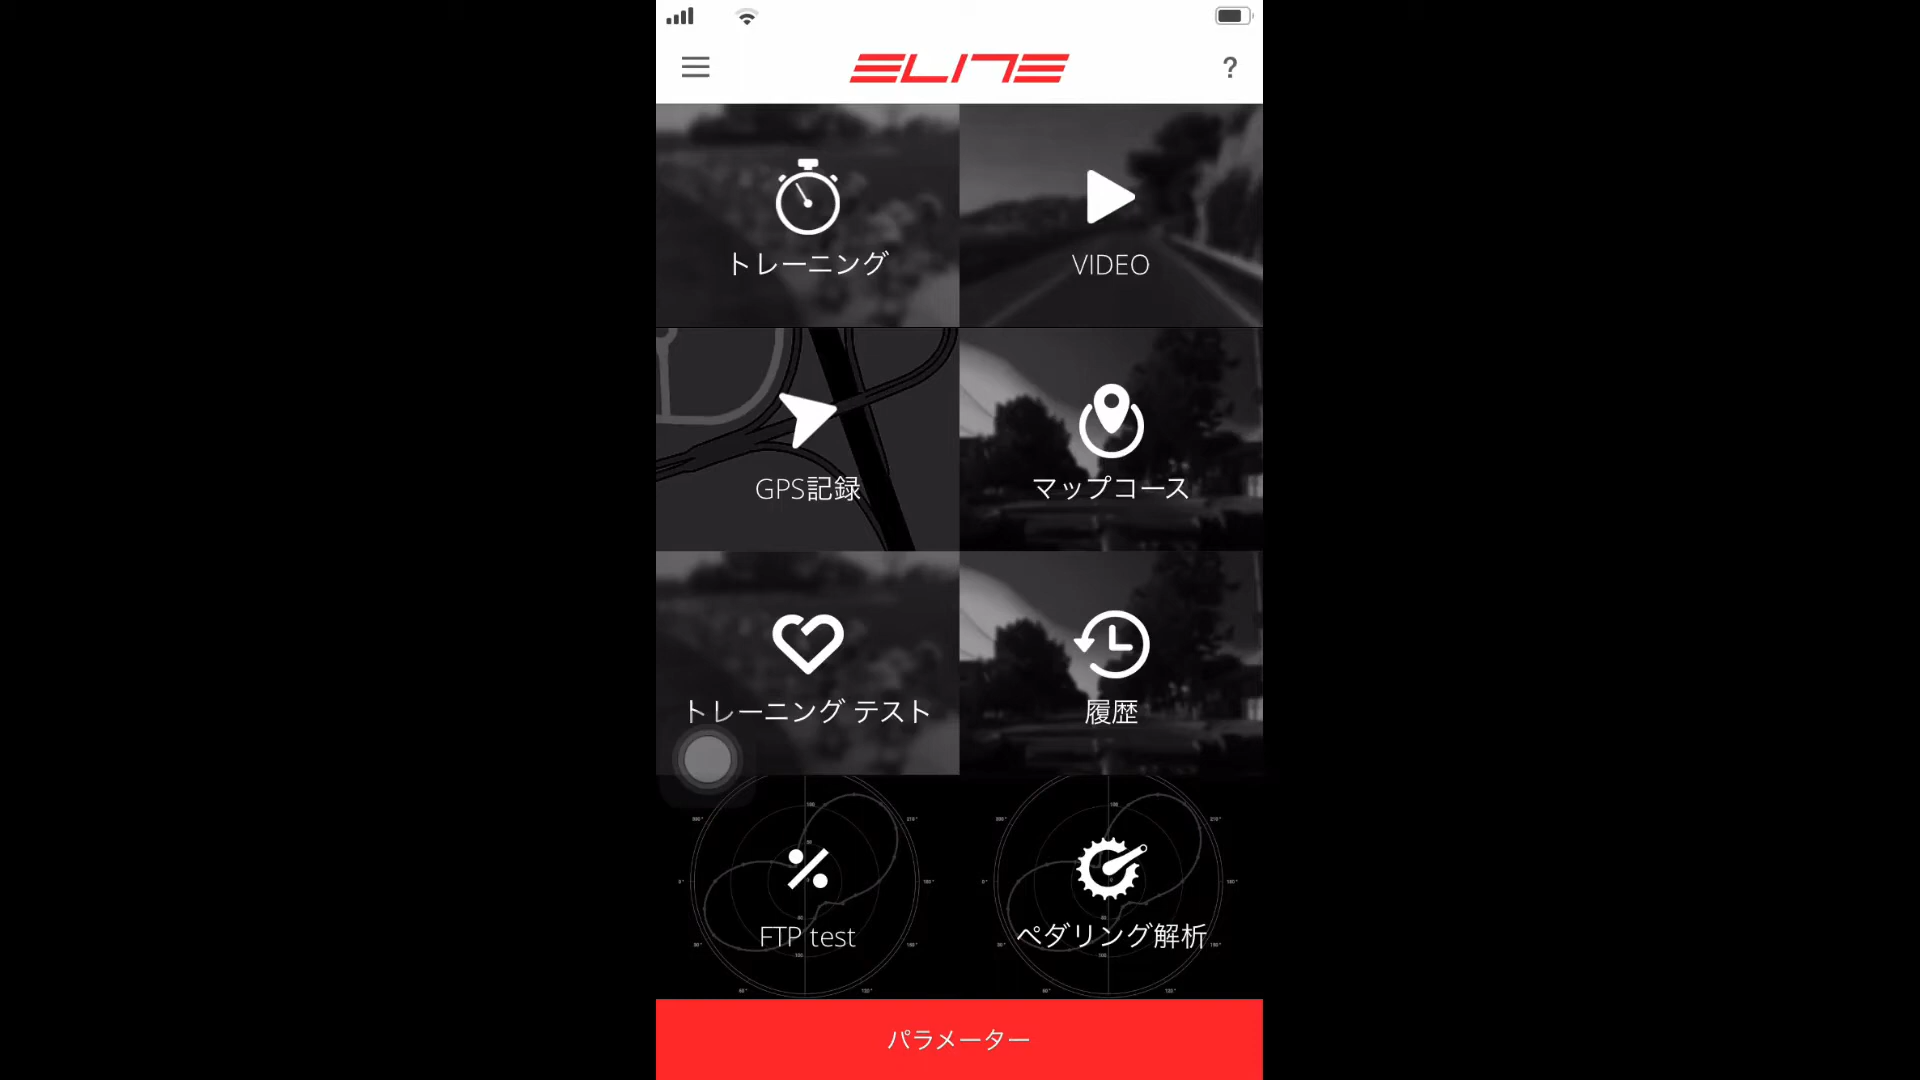 ELITE
?
トレーニング
VIDEO
GPS記録
マップコース
トレーニング テスト
履歴
FTP test
ペダリング解析
パラメーター